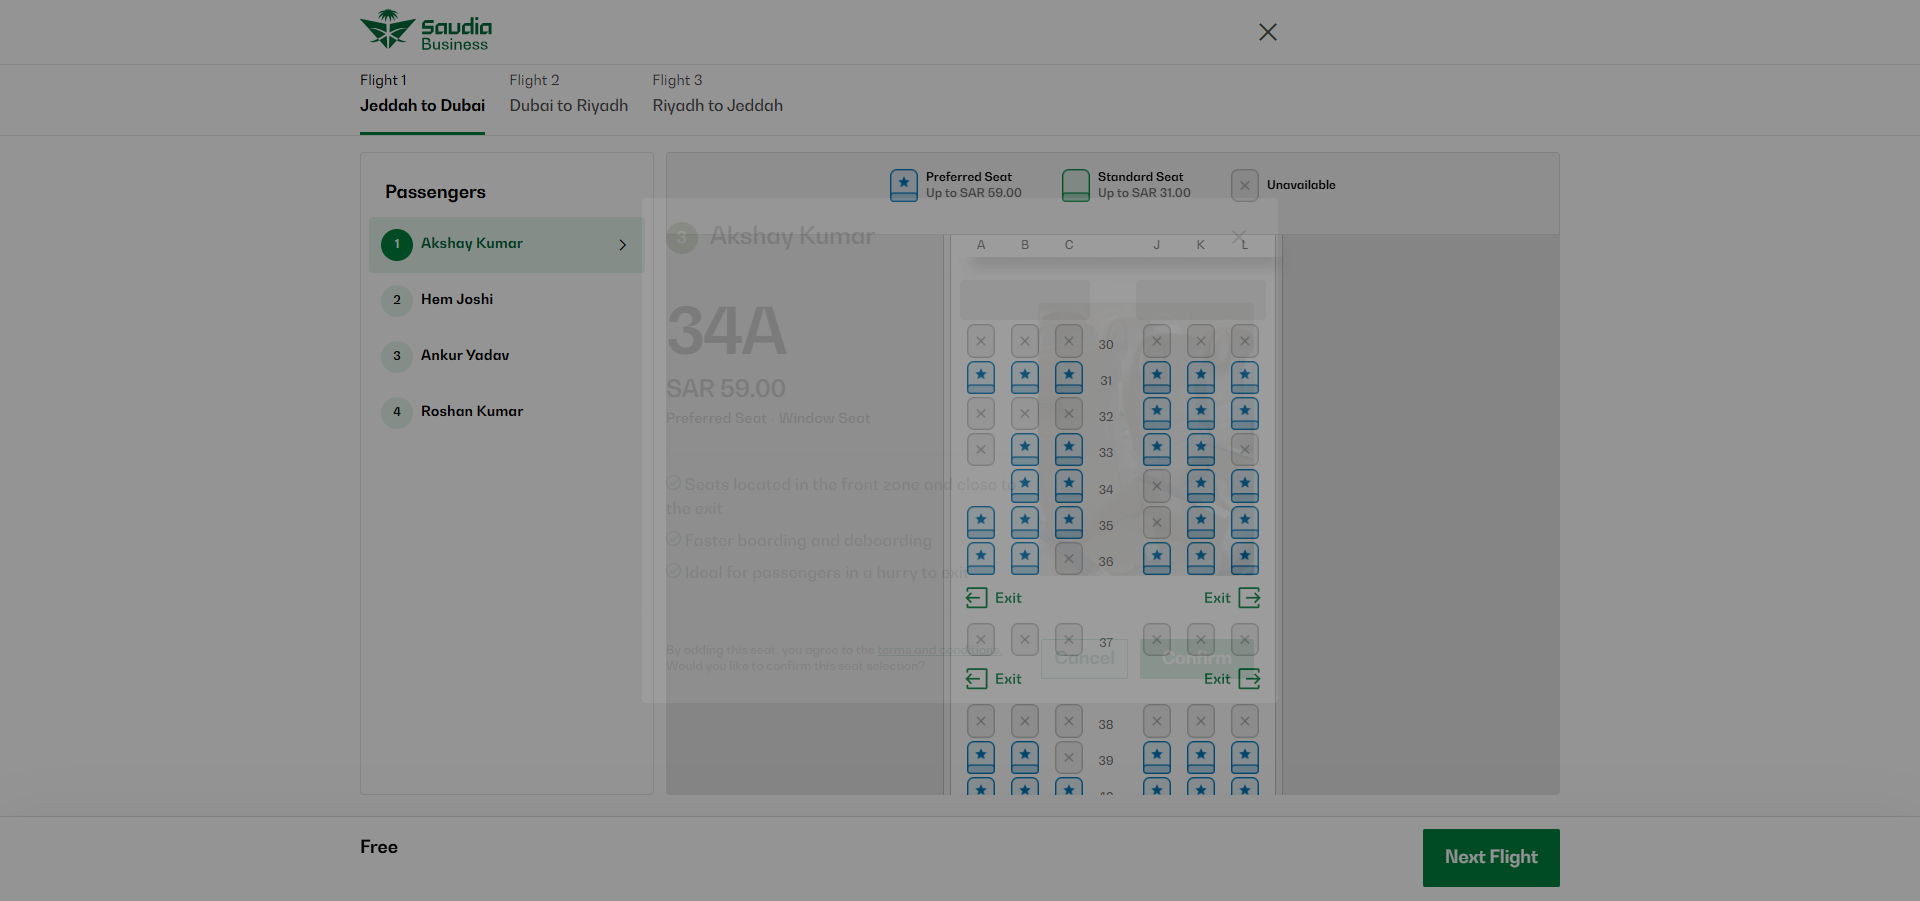 Saudia
Business
Flight 1
Jeddah to Dubai
Flight 2
Dubai to Riyadh
Flight 3
Riyadh to Jeddah
Passengers
1 Akshay Kumar
2 Hem Joshi
3 Ankur Yadav
4 Roshan Kumar
Preferred Seat
Up to SAR 59.00
Standard Seat
Up to SAR 31.00
Unavailable
3 Akshay Kumar
34A
SAR 59.00
Preferred Seat - Window Seat
Seats located in the front zone and close to
the exit
Faster boarding and deboarding
Ideal for passengers in a hurry to exit
By adding this seat, you agree to the terms and conditions.
Would you like to confirm this seat selection?
Cancel
Confirm
A B C J K L
30
31
32
33
34
35
36
Exit Exit
37
Exit Exit
38
39
Free
Next Flight